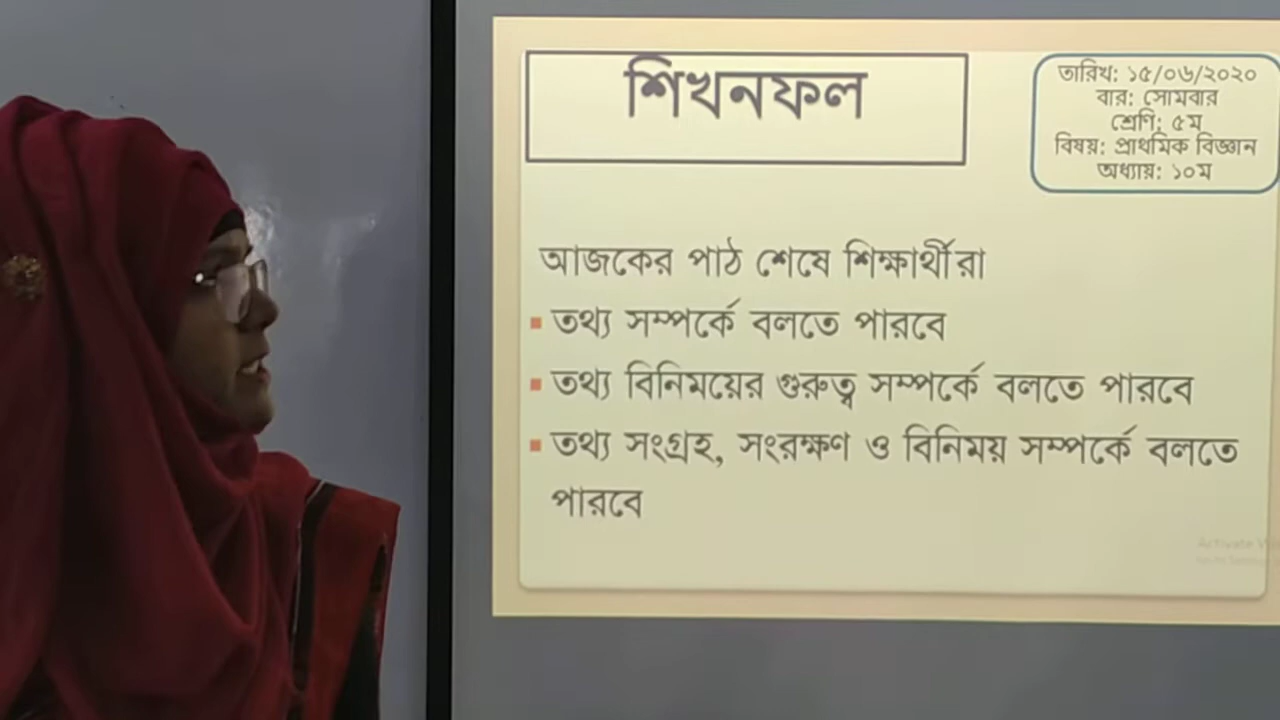 শিখনফল
তারিখ: ১৫/০৬/২০২০
বার: সোমবার
শ্রেণি: ৫ম
বিষয়: প্রাথমিক বিজ্ঞান
অধ্যায়: ১০ম
আজকের পাঠ শেষে শিক্ষার্থীরা
▪ তথ্য সম্পর্কে বলতে পারবে
▪ তথ্য বিনিময়ের গুরুত্ব সম্পর্কে বলতে পারবে
▪ তথ্য সংগ্রহ, সংরক্ষণ ও বিনিময় সম্পর্কে বলতে
পারবে
Activate